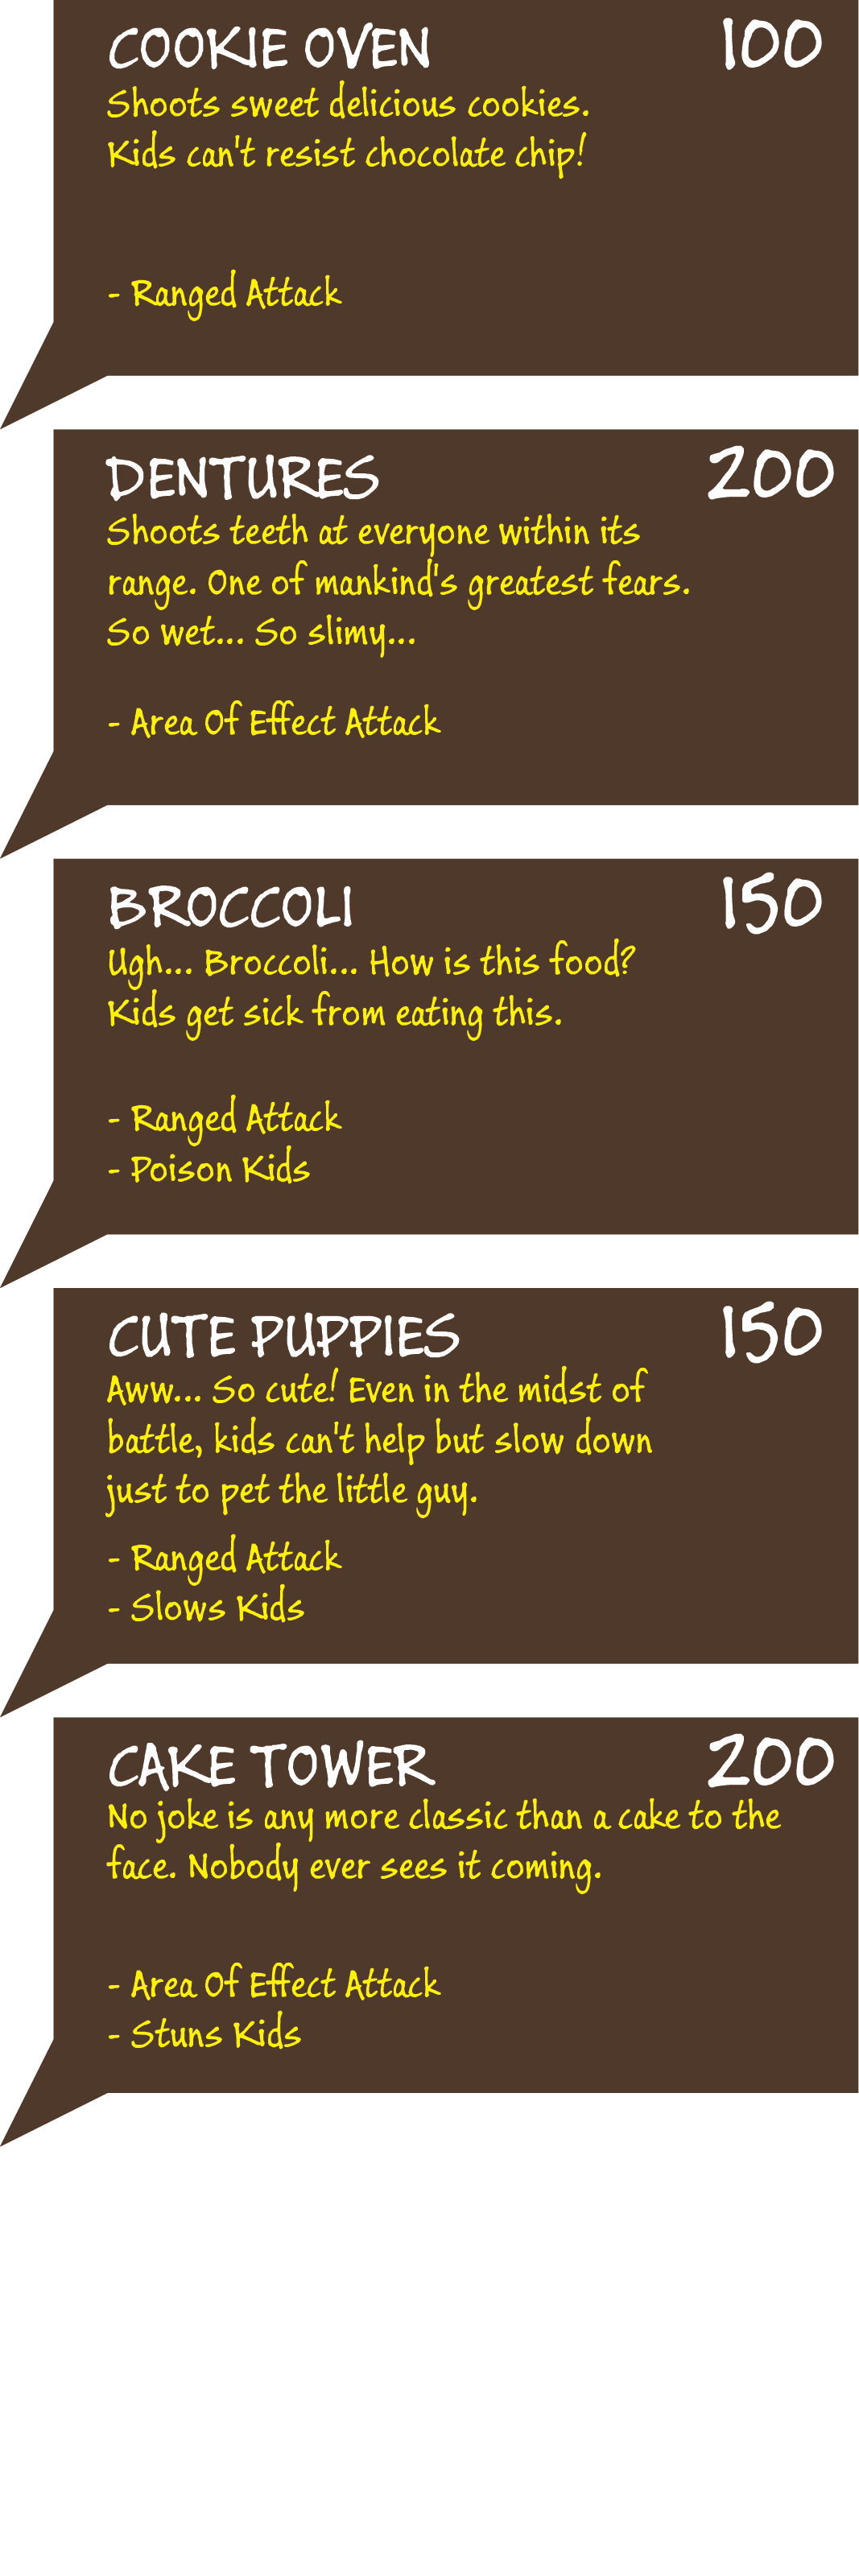 COOKIE OVEN 100
Shoots sweet delicious cookies.
Kids can't resist chocolate chip!
- Ranged Attack
DENTURES 200
Shoots teeth at everyone within its
range. One of mankind's greatest fears.
So wet... So slimy...
- Area Of Effect Attack
BROCCOLI 150
Ugh... Broccoli... How is this food?
Kids get sick from eating this.
- Ranged Attack
- Poison Kids
CUTE PUPPIES 150
Aww... So cute! Even in the midst of
battle, kids can't help but slow down
just to pet the little guy.
- Ranged Attack
- Slows Kids
CAKE TOWER 200
No joke is any more classic than a cake to the
face. Nobody ever sees it coming.
- Area Of Effect Attack
- Stuns Kids